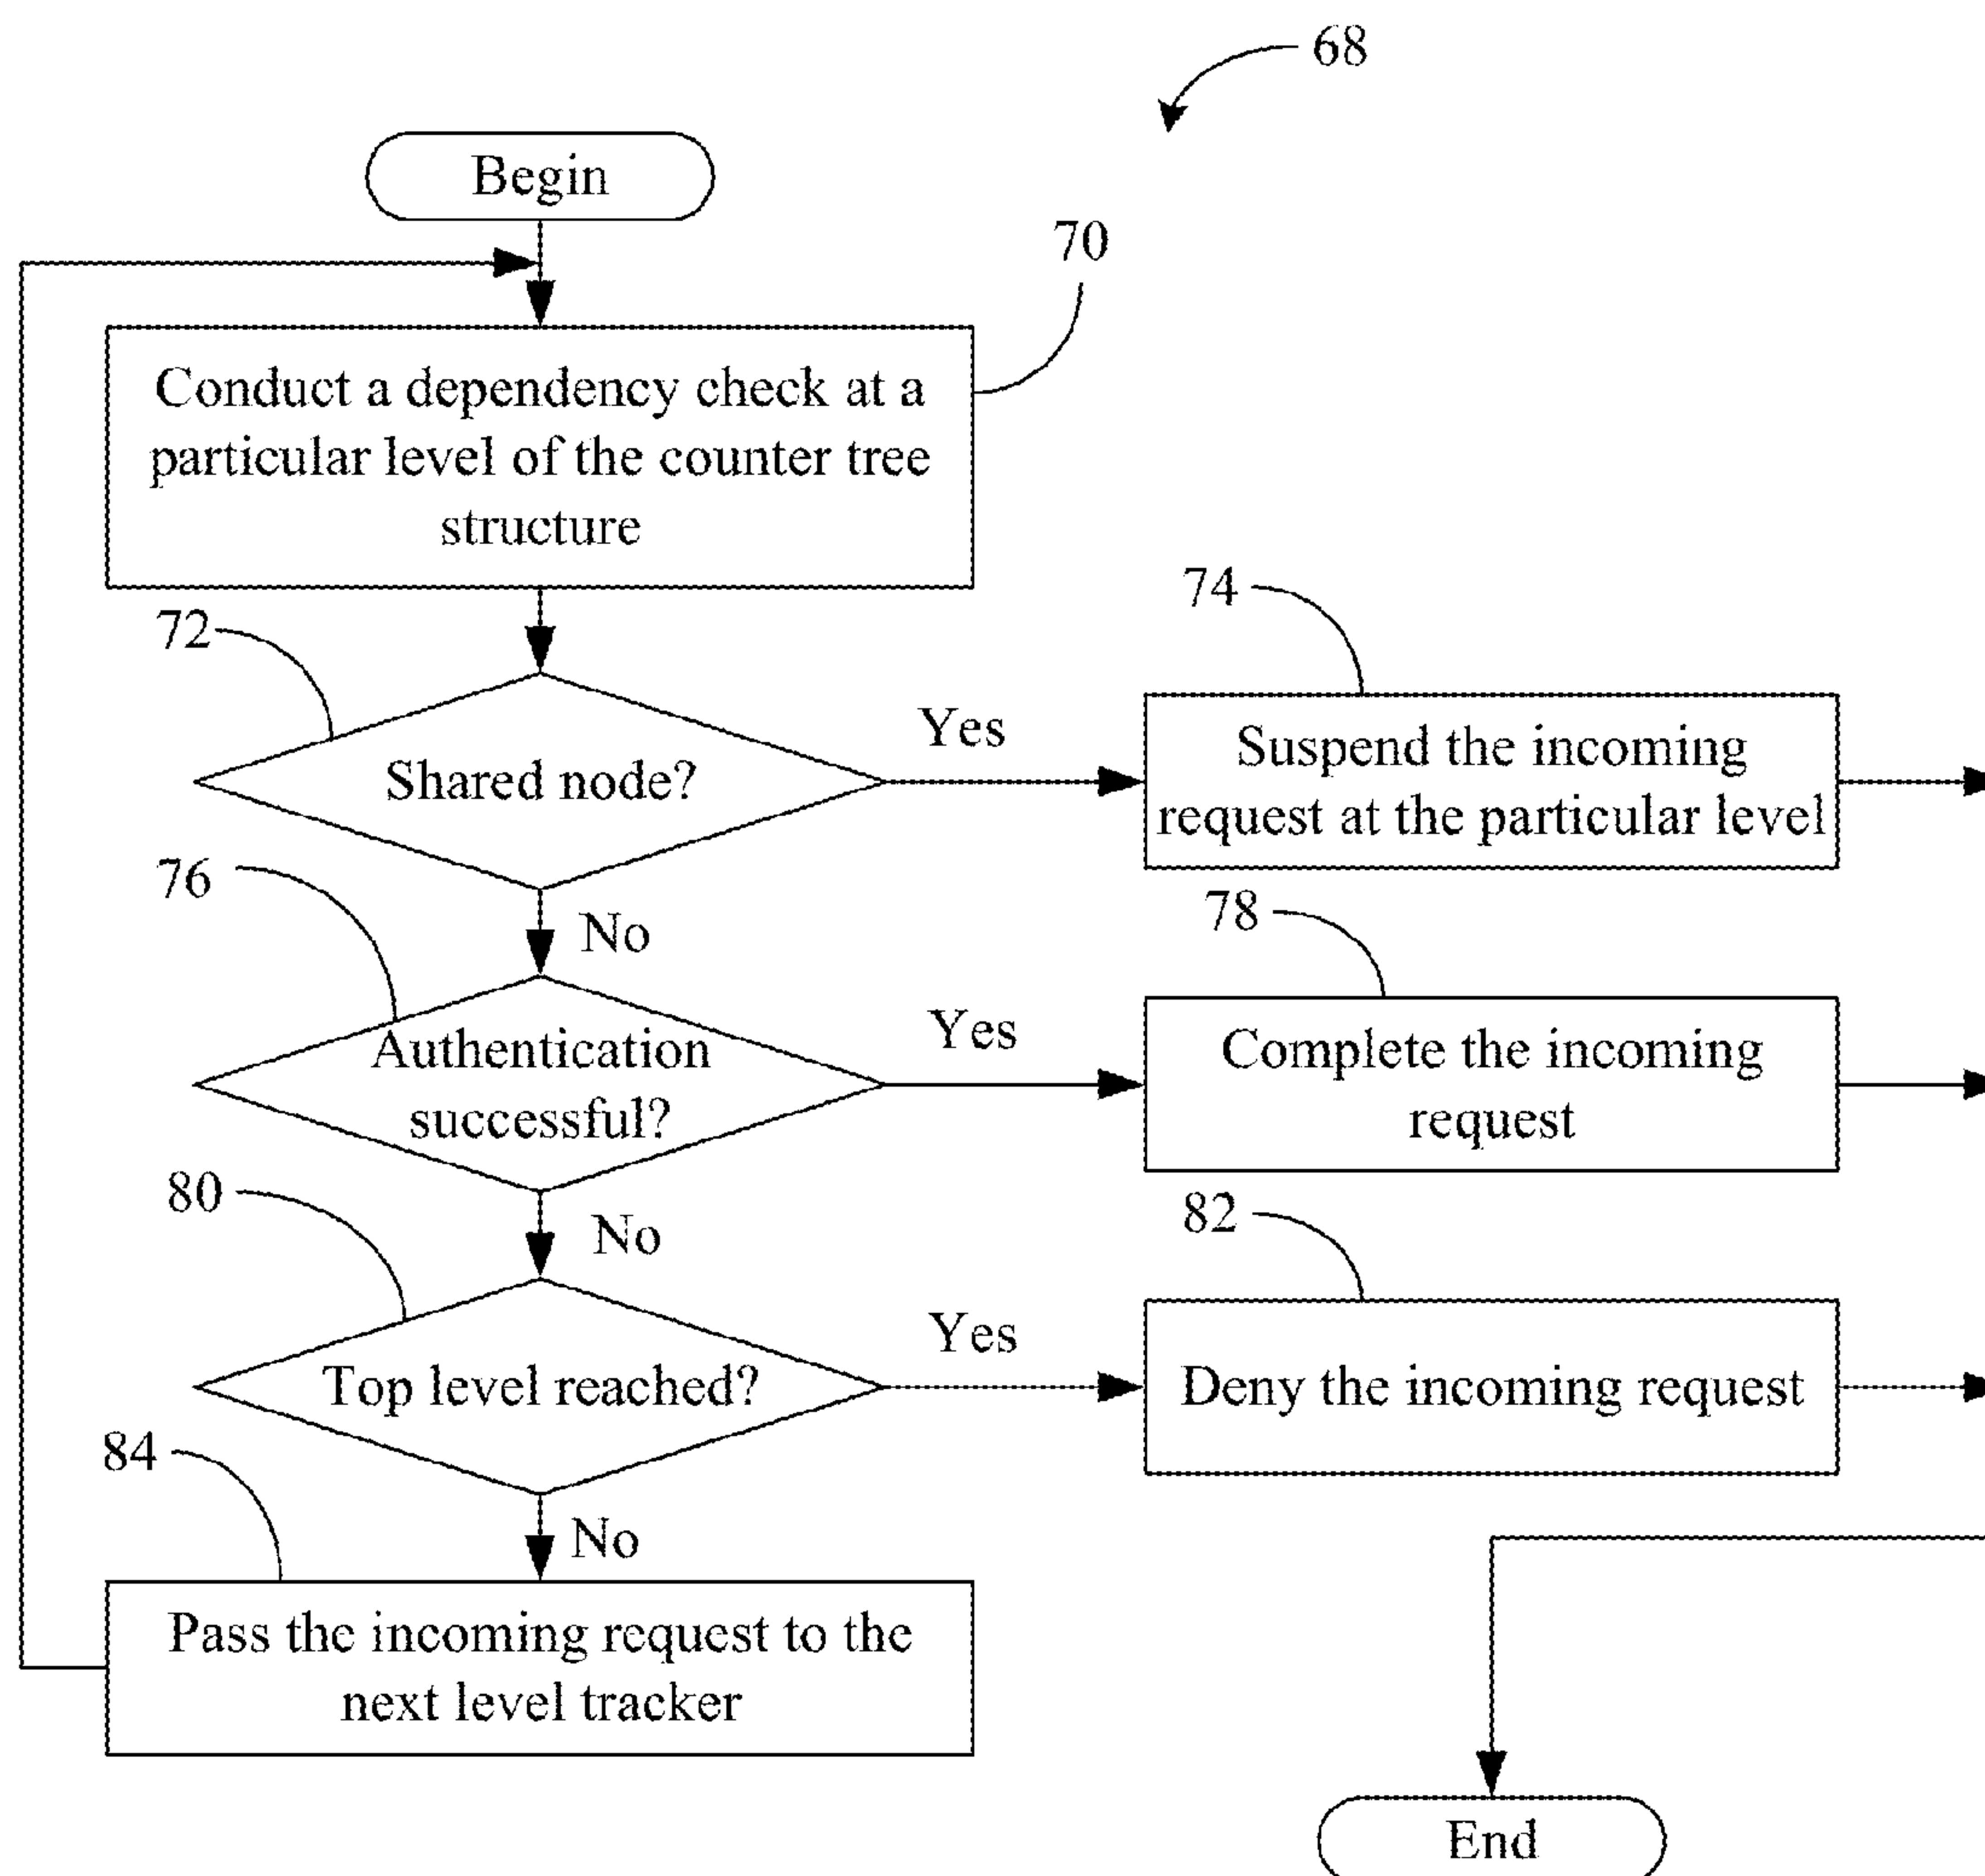 68
Begin
70
Conduct a dependency check at a
particular level of the counter tree
structure
72
Shared node?
Yes
74
Suspend the incoming
request at the particular level
No
76
Authentication
successful?
Yes
78
Complete the incoming
request
No
80
Top level reached?
Yes
82
Deny the incoming request
No
84
Pass the incoming request to the
next level tracker
End